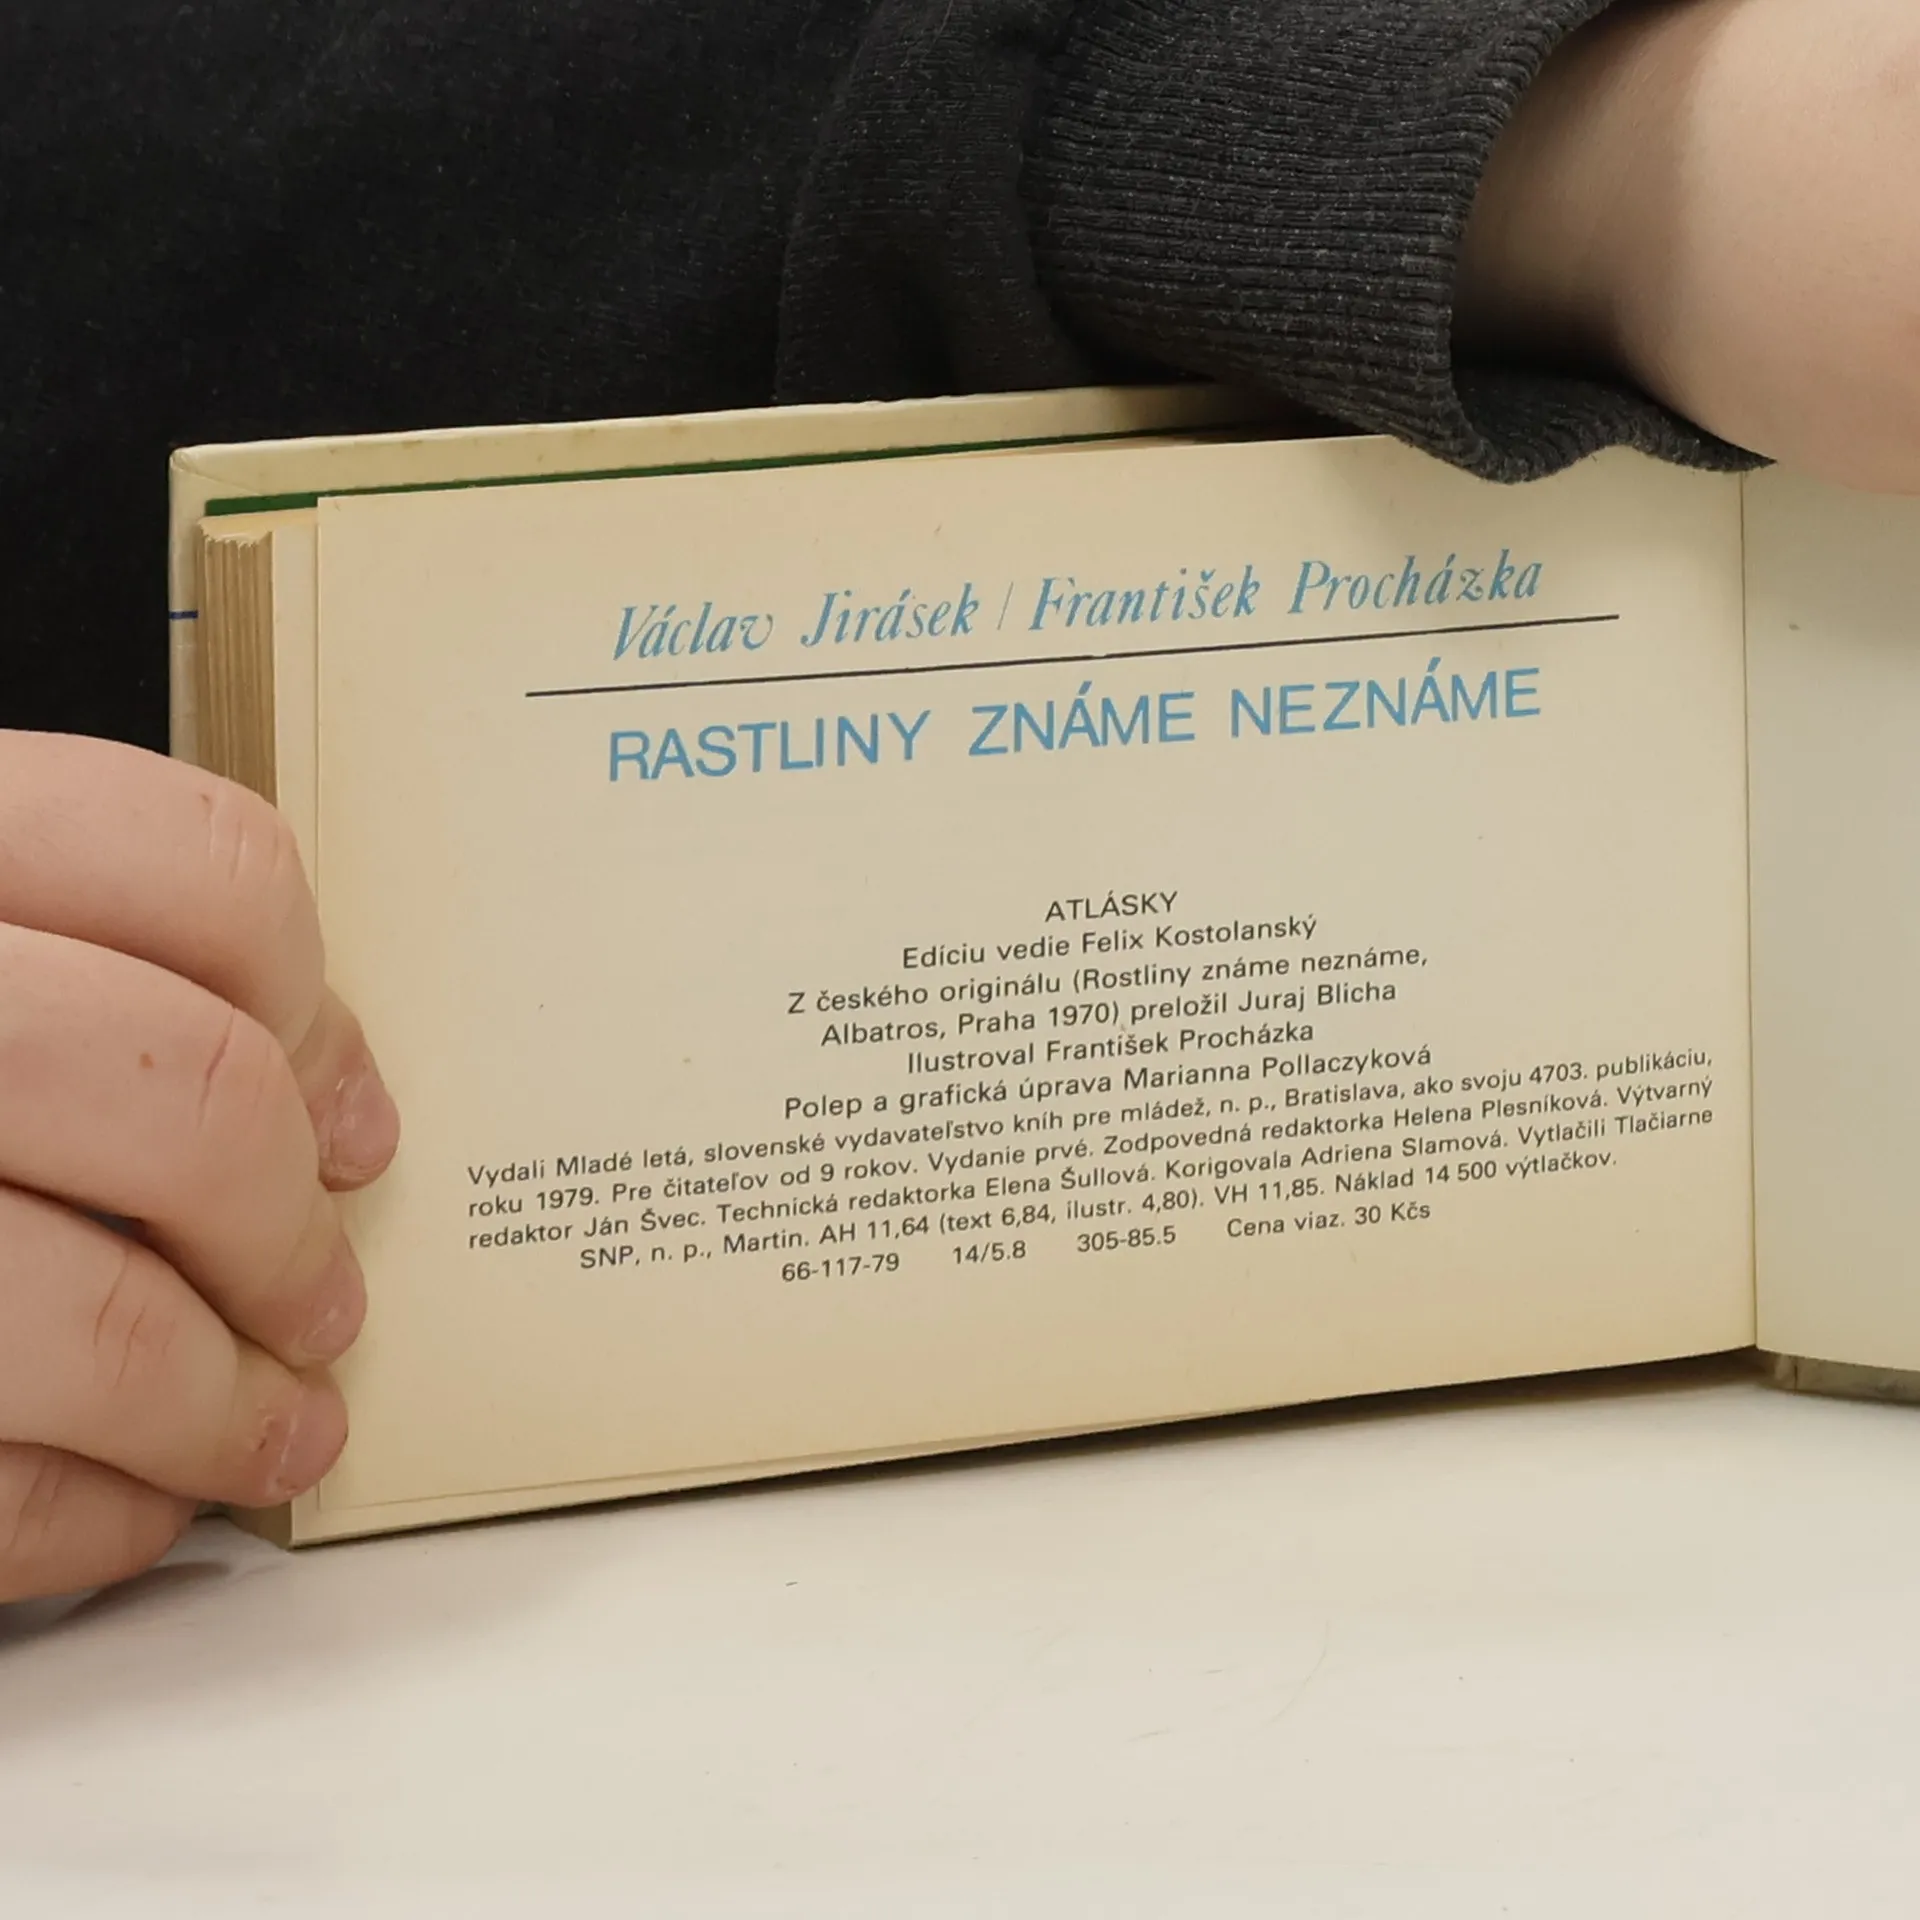 Václav Jirásek / František Procházka
RASTLINY ZNÁME NEZNÁME
ATLÁSKY
Edíciu vedie Felix Kostolanský
Z českého originálu (Rostliny známe neznáme,
Albatros, Praha 1970) preložil Juraj Blicha
Ilustroval František Procházka
Polep a grafická úprava Marianna Pollaczyková
Vydali Mladé letá, slovenské vydavateľstvo kníh pre mládež, n. p., Bratislava, ako svoju 4703. publikáciu,
roku 1979. Pre čitateľov od 9 rokov. Vydanie prvé. Zodpovedná redaktorka Helena Plesníková. Výtvarný
redaktor Ján Švec. Technická redaktorka Elena Šullová. Korigovala Adriena Slamová. Vytlačili Tlačiarne
SNP, n. p., Martin. AH 11,64 (text 6,84, ilustr. 4,80). VH 11,85. Náklad 14 500 výtlačkov.
66-117-79 14/5.8 305-85.5 Cena viaz. 30 Kčs